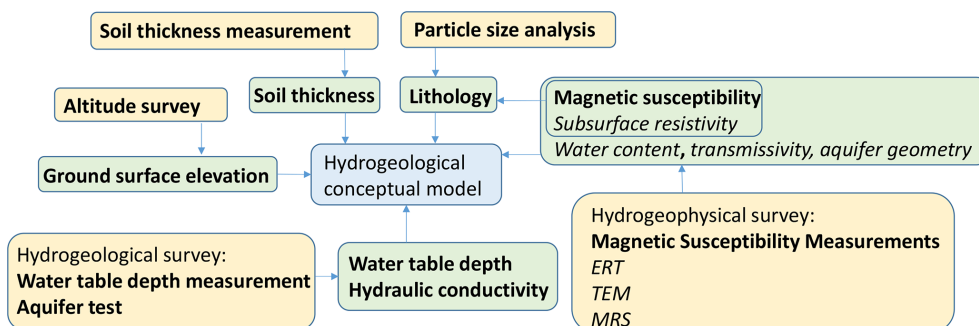 Soil thickness measurement
Particle size analysis
Altitude survey
Soil thickness
Lithology
Magnetic susceptibility
Subsurface resistivity
Water content, transmissivity, aquifer geometry
Ground surface elevation
Hydrogeological
conceptual model
Hydrogeological survey:
Water table depth measurement
Aquifer test
Water table depth
Hydraulic conductivity
Hydrogeophysical survey:
Magnetic Susceptibility Measurements
ERT
TEM
MRS